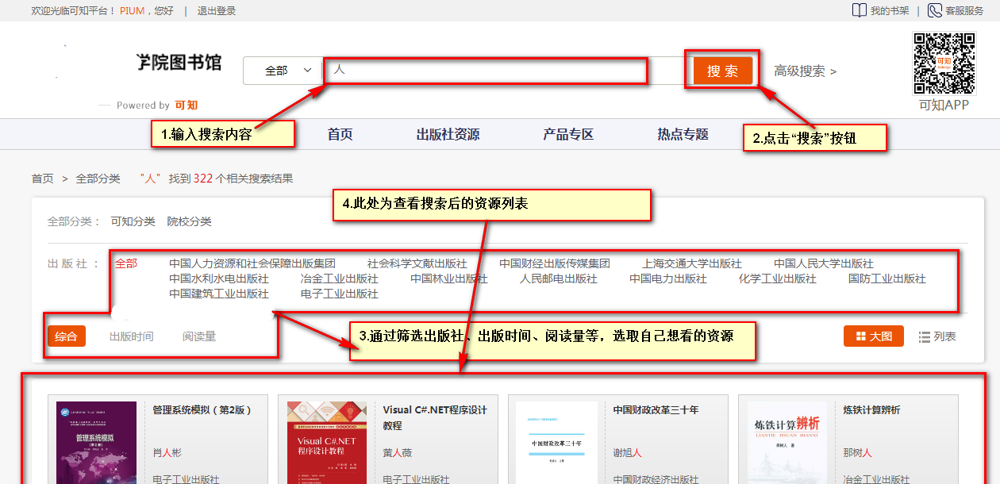 欢迎光临可知平台！ PIUM，您好 | 退出登录
我的书架 | 客服服务
学院图书馆
全部
人
搜 索
高级搜索 >
可知
可知APP
Powered by 可知
1.输入搜索内容
首页 出版社资源 产品专区 热点专题
2.点击“搜索”按钮
首页 > 全部分类 "人" 找到 322 个相关搜索结果
4.此处为查看搜索后的资源列表
全部分类： 可知分类 院校分类
出 版 社 ： 全部 中国人力资源和社会保障出版集团 社会科学文献出版社 中国财经出版传媒集团 上海交通大学出版社 中国人民大学出版社
中国水利水电出版社 冶金工业出版社 中国林业出版社 人民邮电出版社 中国电力出版社 化学工业出版社 国防工业出版社
中国建筑工业出版社 电子工业出版社
综合 出版时间 阅读量
3.通过筛选出版社、出版时间、阅读量等，选取自己想看的资源
大图 列表
管理系统模拟
管理系统模拟（第2版）
肖人彬
电子工业出版社
Visual C#.NET
程序设计教程
Visual C#.NET程序设计
教程
黄人薇
电子工业出版社
中国财政改革三十年
中国财政改革三十年
谢旭人
中国财政经济出版社
炼铁计算辨析
LIANTIE JISUAN BIANXI
那树人 著
炼铁计算辨析
那树人
冶金工业出版社